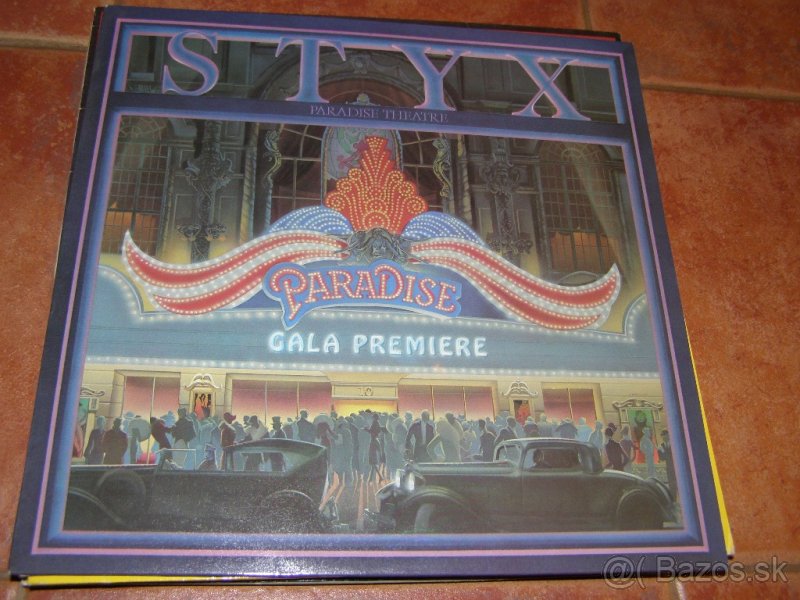 STYX
PARADISE THEATRE
PARADISE
GALA PREMIERE
@( Bazos.sk